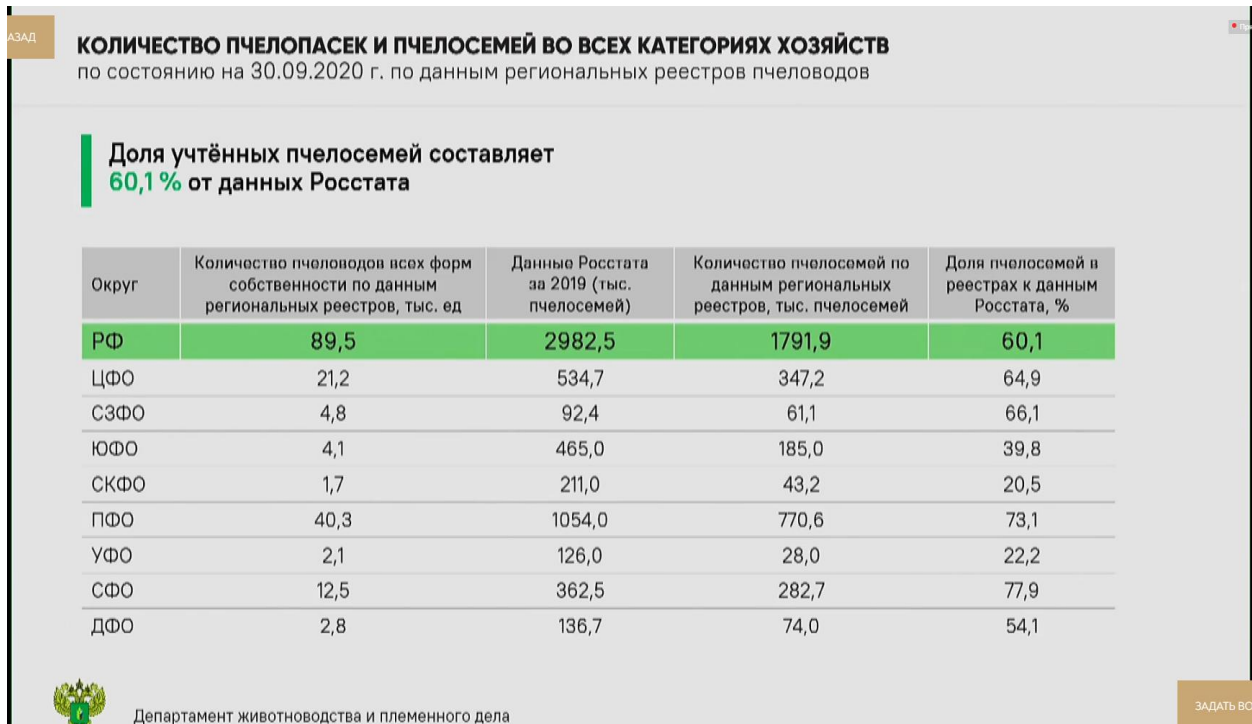 АЗАД
КОЛИЧЕСТВО ПЧЕЛОПАСЕК И ПЧЕЛОСЕМЕЙ ВО ВСЕХ КАТЕГОРИЯХ ХОЗЯЙСТВ
по состоянию на 30.09.2020 г. по данным региональных реестров пчеловодов
Доля учтённых пчелосемей составляет
60,1 % от данных Росстата
Округ
Количество пчеловодов всех форм
собственности по данным
региональных реестров, тыс. ед
Данные Росстата
за 2019 (тыс.
пчелосемей)
Количество пчелосемей по
данным региональных
реестров, тыс. пчелосемей
Доля пчелосемей в
реестрах к данным
Росстата, %
РФ 89,5 2982,5 1791,9 60,1
ЦФО 21,2 534,7 347,2 64,9
СЗФО 4,8 92,4 61,1 66,1
ЮФО 4,1 465,0 185,0 39,8
СКФО 1,7 211,0 43,2 20,5
ПФО 40,3 1054,0 770,6 73,1
УФО 2,1 126,0 28,0 22,2
СФО 12,5 362,5 282,7 77,9
ДФО 2,8 136,7 74,0 54,1
Департамент животноводства и племенного дела
ЗАДАТЬ ВО